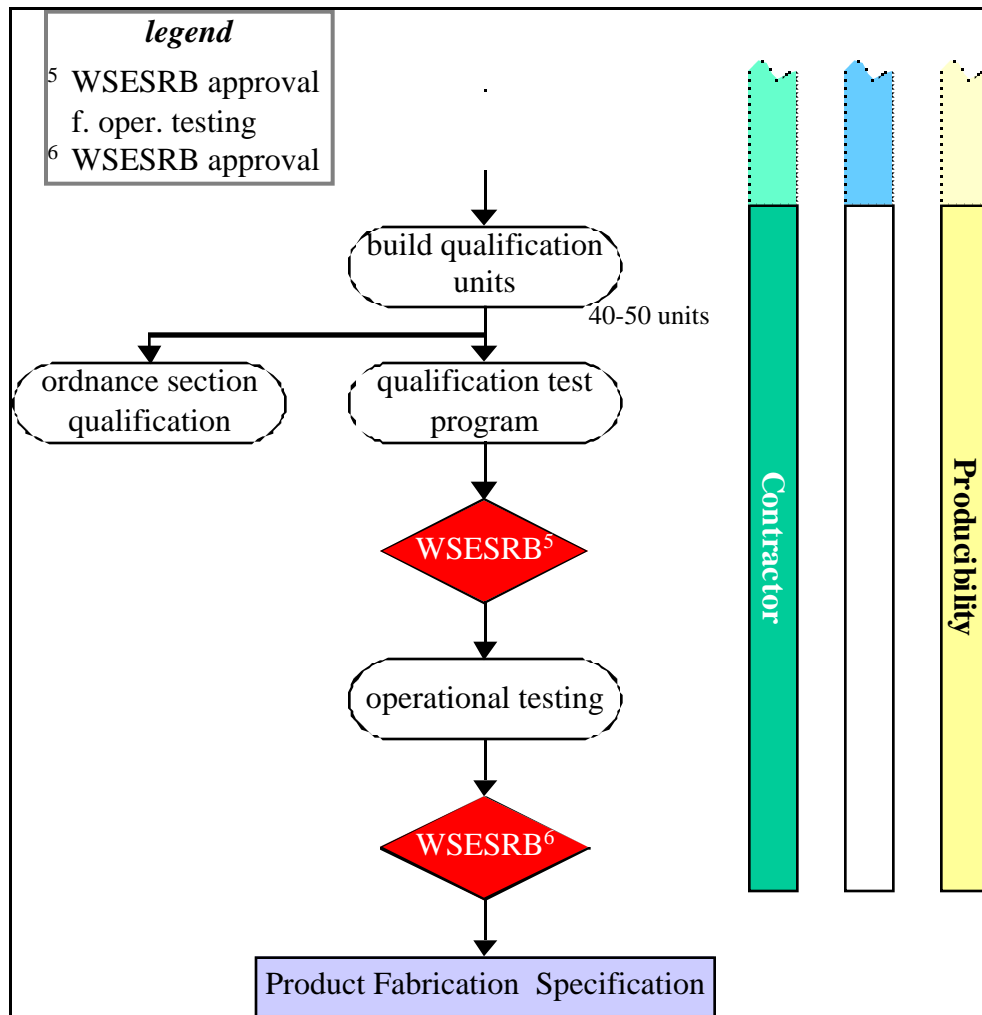 legend
⁵ WSESRB approval
f. oper. testing
⁶ WSESRB approval
build qualification
units
40-50 units
ordnance section
qualification
qualification test
program
WSESRB⁵
operational testing
WSESRB⁶
Product Fabrication Specification
Contractor
Producibility